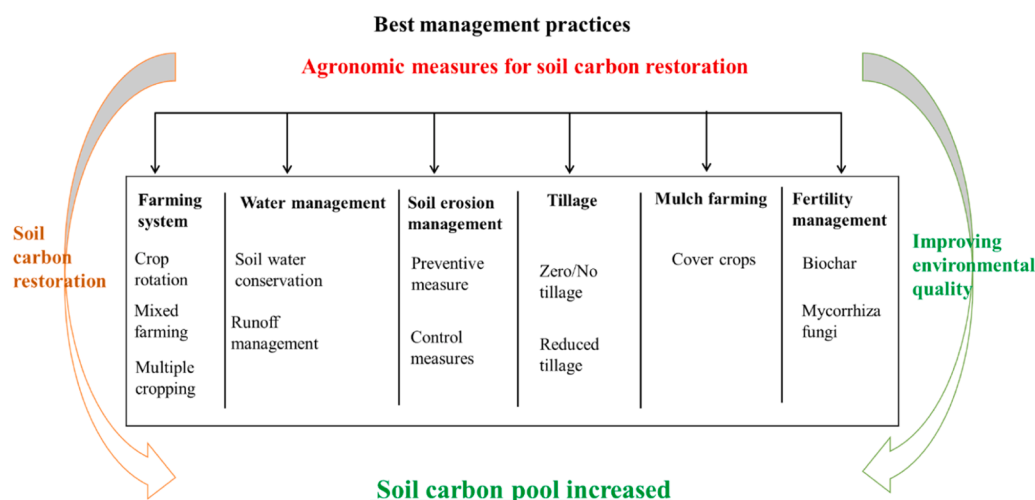 Best management practices
Agronomic measures for soil carbon restoration
Soil
carbon
restoration
Farming
system
Crop
rotation
Mixed
farming
Multiple
cropping
Water management
Soil water
conservation
Runoff
management
Soil erosion
management
Preventive
measure
Control
measures
Tillage
Zero/No
tillage
Reduced
tillage
Mulch farming
Cover crops
Fertility
management
Biochar
Mycorrhiza
fungi
Improving
environmental
quality
Soil carbon pool increased